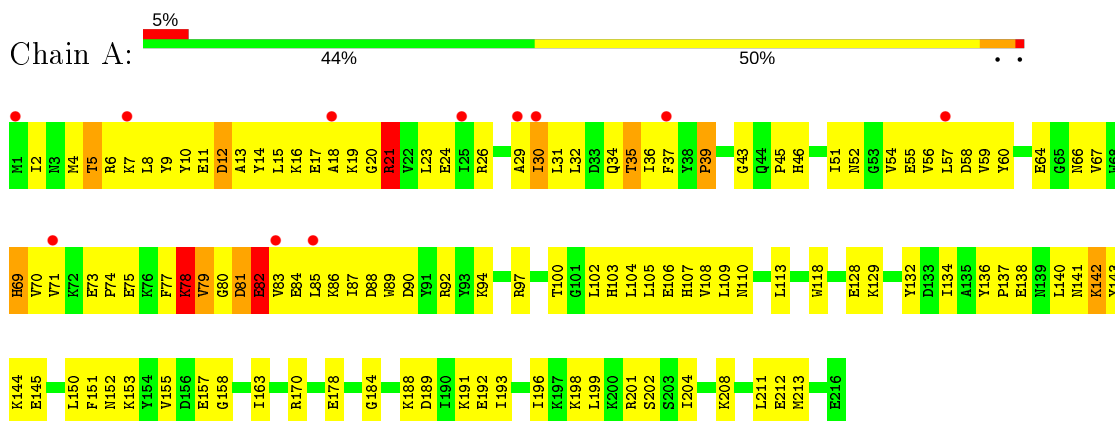 5%
Chain A:
44% 50% • •
M1 I2 N3 M4 T5 R6 K7 L8 Y9 Y10 E11 D12 A13 Y14 L15 K16 E17 A18 K19 G20 R21 V22 L23 E24 I25 R26 A29 I30 L31 L32 D33 Q34 T35 I36 F37 Y38 P39 G43 Q44 P45 H46 I51 N52 G53 V54 E55 V56 L57 D58 V59 Y60 E64 G65 N66 V67 W68
H69 V70 V71 K72 E73 P74 E75 K76 F77 K78 V79 G80 D81 E82 V83 E84 L85 K86 I87 D88 W89 D90 Y91 R92 Y93 K94 R97 T100 G101 L102 H103 L104 L105 E106 H107 V108 L109 N110 L113 W118 E128 K129 Y132 D133 I134 A135 Y136 P137 E138 N139 L140 N141 K142 Y143
K144 E145 L150 F151 N152 K153 Y154 V155 D156 E157 G158 I163 R170 E178 G184 K188 D189 I190 K191 E192 I193 I196 K197 K198 L199 K200 R201 S202 S203 I204 K208 L211 E212 M213 E216